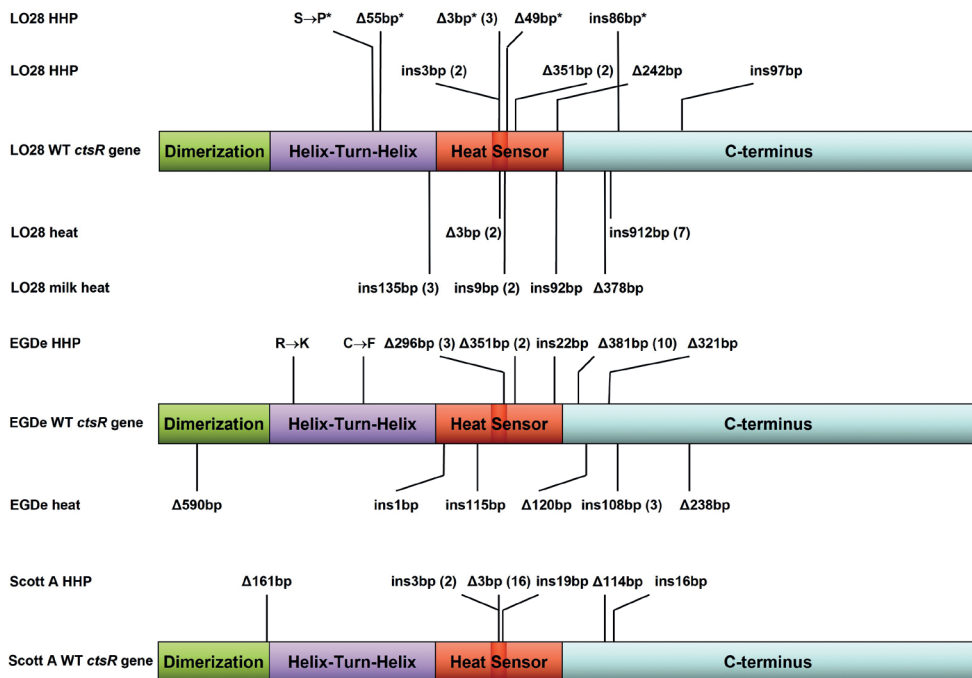 LO28 HHP S→P* Δ55bp* Δ3bp* (3) Δ49bp* ins86bp*
LO28 HHP ins3bp (2) Δ351bp (2) Δ242bp ins97bp
LO28 WT ctsR gene Dimerization Helix-Turn-Helix Heat Sensor C-terminus
LO28 heat Δ3bp (2) ins912bp (7)
LO28 milk heat ins135bp (3) ins9bp (2) ins92bp Δ378bp
EGDe HHP R→K C→F Δ296bp (3) Δ351bp (2) ins22bp Δ381bp (10) Δ321bp
EGDe WT ctsR gene Dimerization Helix-Turn-Helix Heat Sensor C-terminus
EGDe heat Δ590bp ins1bp ins115bp Δ120bp ins108bp (3) Δ238bp
Scott A HHP Δ161bp ins3bp (2) Δ3bp (16) ins19bp Δ114bp ins16bp
Scott A WT ctsR gene Dimerization Helix-Turn-Helix Heat Sensor C-terminus